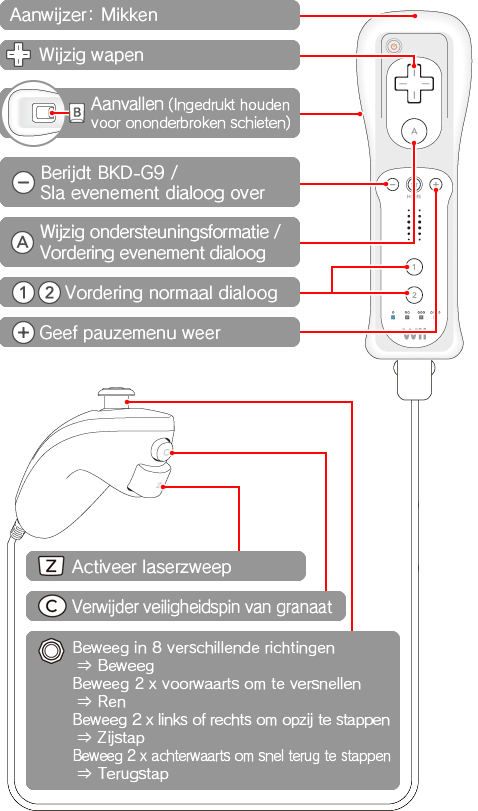 Aanwijzer: Mikken
Wijzig wapen
B Aanvallen (Ingedrukt houden
voor ononderbroken schieten)
− Berijdt BKD-G9 /
Sla evenement dialoog over
A Wijzig ondersteuningsformatie /
Vordering evenement dialoog
1 2 Vordering normaal dialoog
+ Geef pauzemenu weer
A
− HOME +
1
2
Wii
C
Z
Z Activeer laserzweep
C Verwijder veiligheidspin van granaat
Beweeg in 8 verschillende richtingen
⇒ Beweeg
Beweeg 2 x voorwaarts om te versnellen
⇒ Ren
Beweeg 2 x links of rechts om opzij te stappen
⇒ Zijstap
Beweeg 2 x achterwaarts om snel terug te stappen
⇒ Terugstap